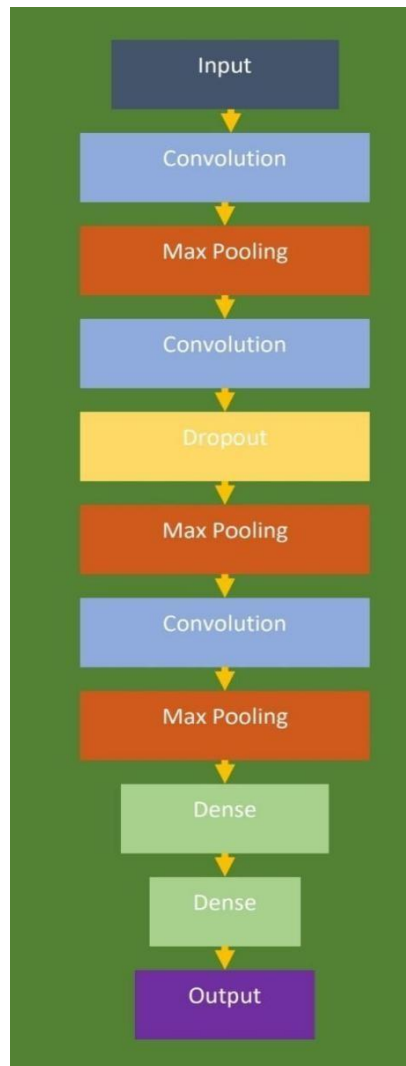 Input
Convolution
Max Pooling
Convolution
Dropout
Max Pooling
Convolution
Max Pooling
Dense
Dense
Output